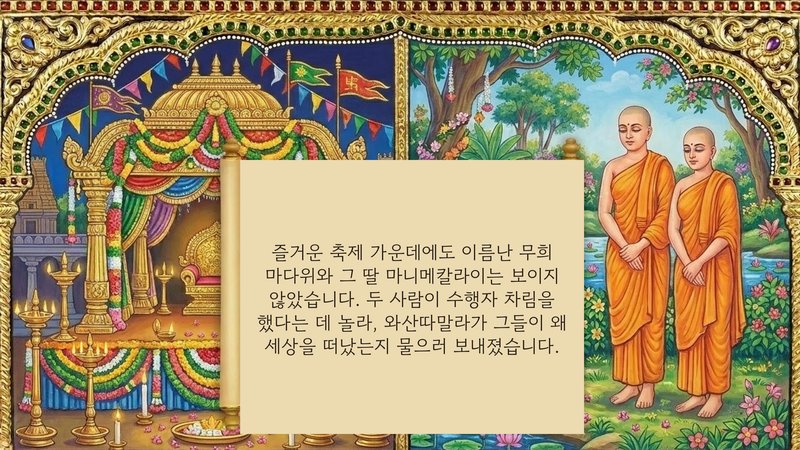 즐거운 축제 가운데에도 이름난 무희
마다위와 그 딸 마니메칼라이는 보이지
않았습니다. 두 사람이 수행자 차림을
했다는 데 놀라, 와산따말라가 그들이 왜
세상을 떠났는지 물으러 보내졌습니다.